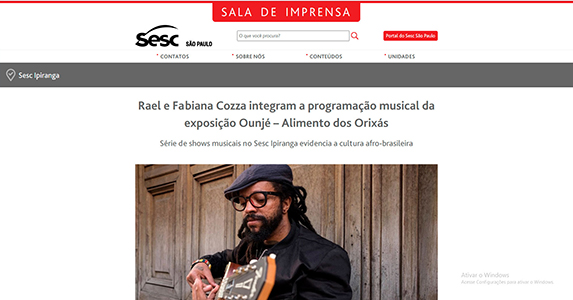 SALA DE IMPRENSA
Sesc SÃO PAULO
O que você procura?
Portal do Sesc São Paulo
* CONTATOS * SOBRE NÓS * CONTEÚDOS * UNIDADES
Sesc Ipiranga
Rael e Fabiana Cozza integram a programação musical da
exposição Ounjé – Alimento dos Orixás
Série de shows musicais no Sesc Ipiranga evidencia a cultura afro-brasileira
Ativar o Windows
Acesse Configurações para ativar o Windows.